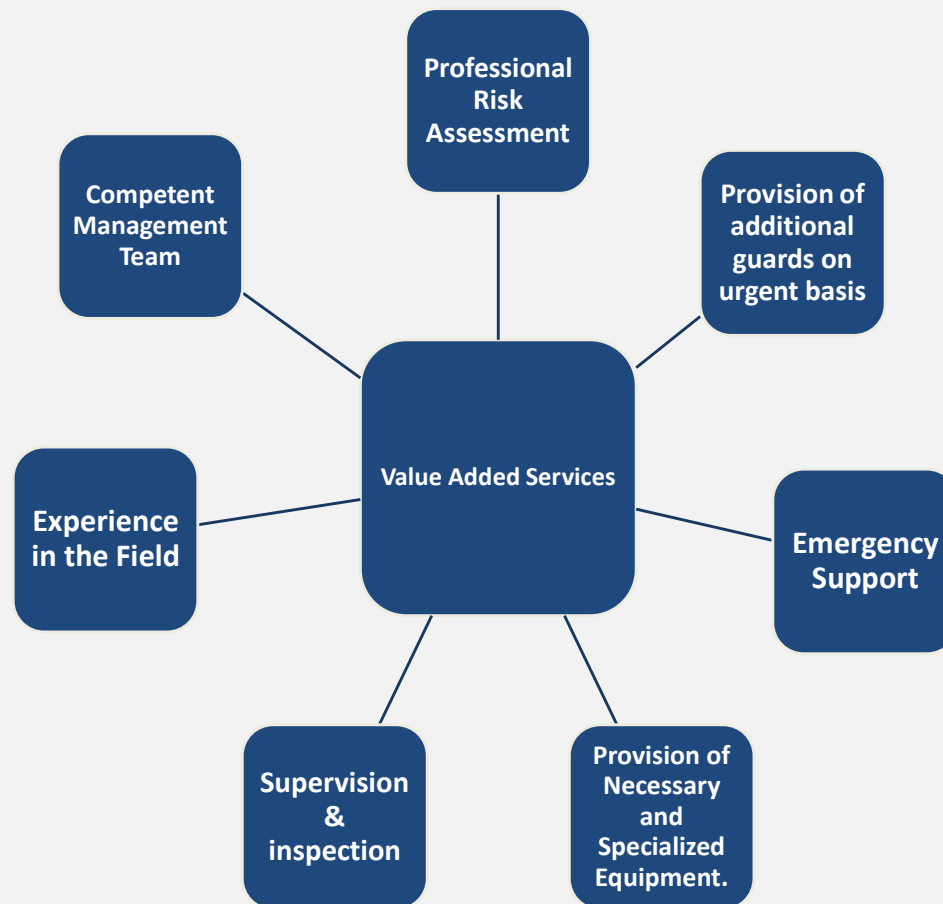 Professional
Risk
Assessment
Competent
Management
Team
Provision of
additional
guards on
urgent basis
Value Added Services
Experience
in the Field
Emergency
Support
Supervision
&
inspection
Provision of
Necessary
and
Specialized
Equipment.